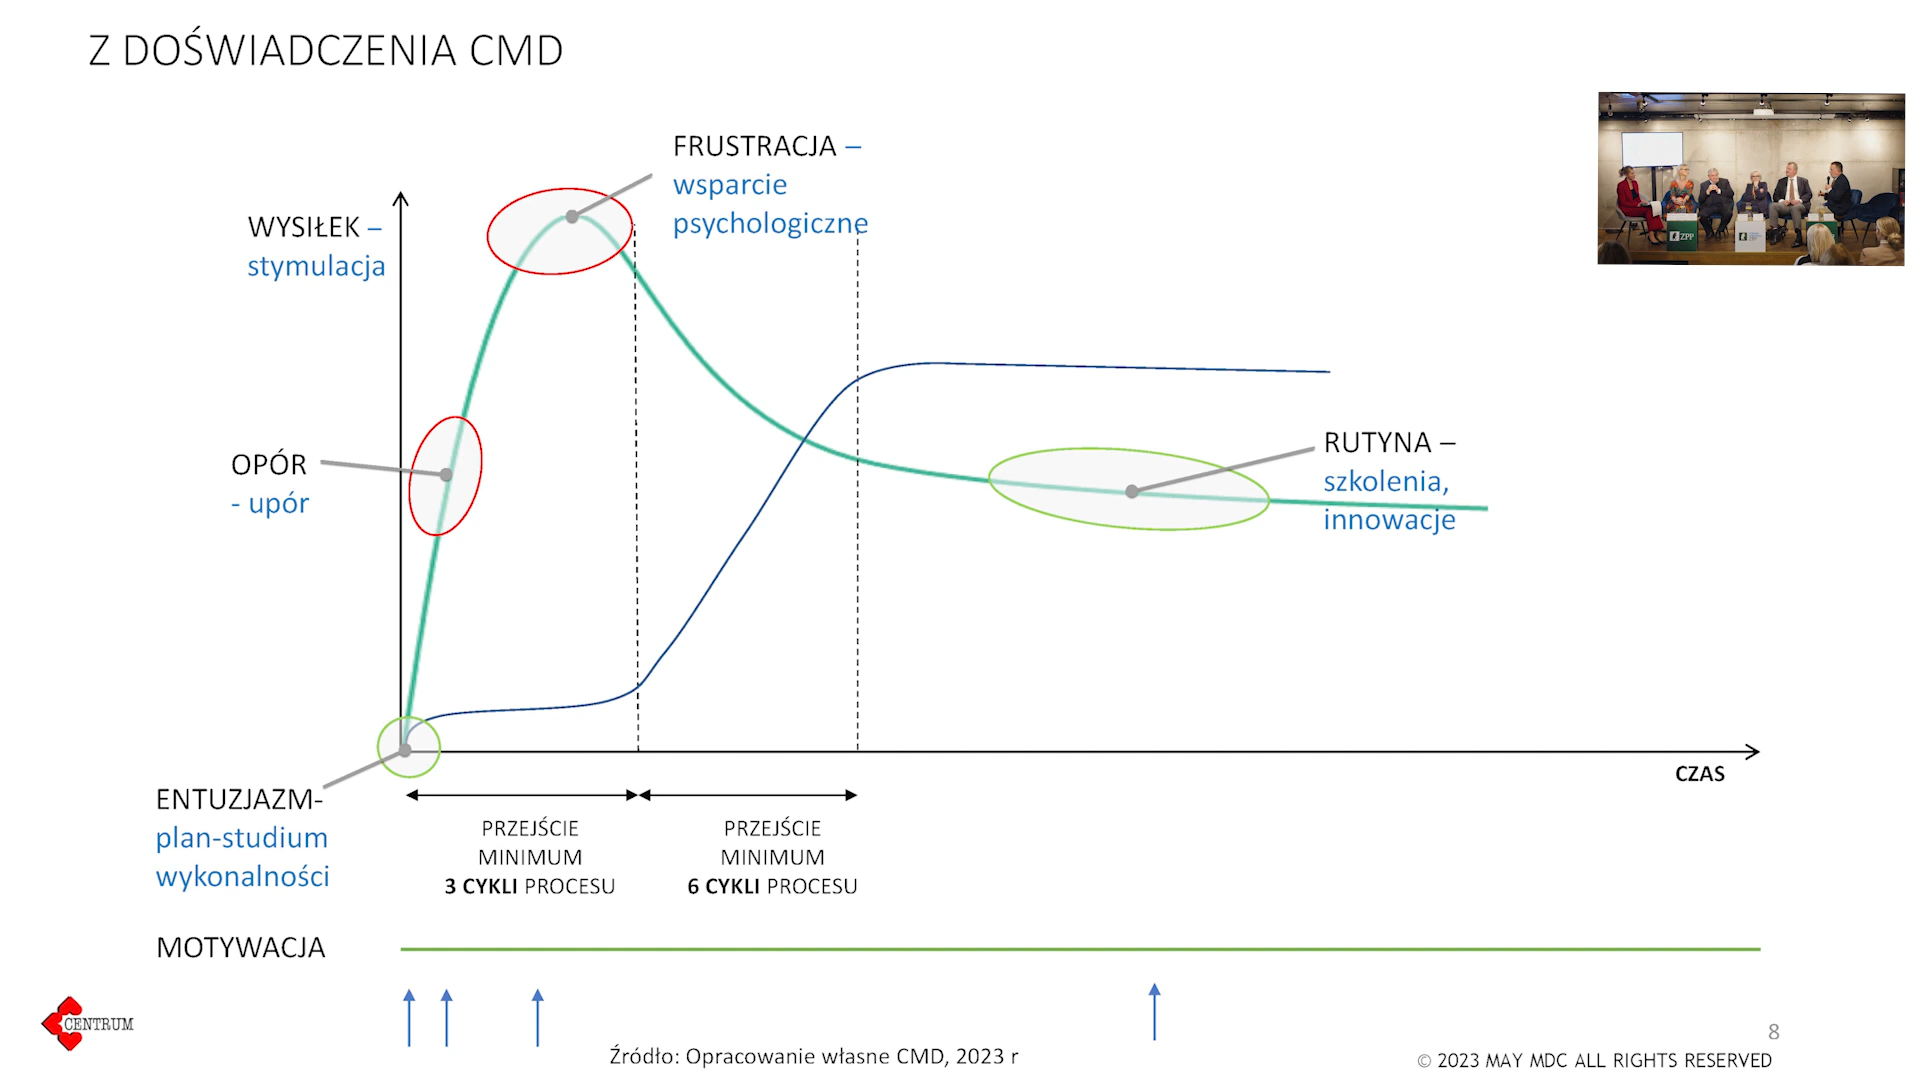 Z DOŚWIADCZENIA CMD
FRUSTRACJA –
wsparcie
psychologiczne
WYSIŁEK –
stymulacja
OPÓR
- upór
RUTYNA –
szkolenia,
innowacje
CZAS
ENTUZJAZM-
plan-studium
wykonalności
PRZEJŚCIE
MINIMUM
3 CYKLI PROCESU
PRZEJŚCIE
MINIMUM
6 CYKLI PROCESU
MOTYWACJA
CENTRUM
Źródło: Opracowanie własne CMD, 2023 r
8
© 2023 MAY MDC ALL RIGHTS RESERVED
ZPP